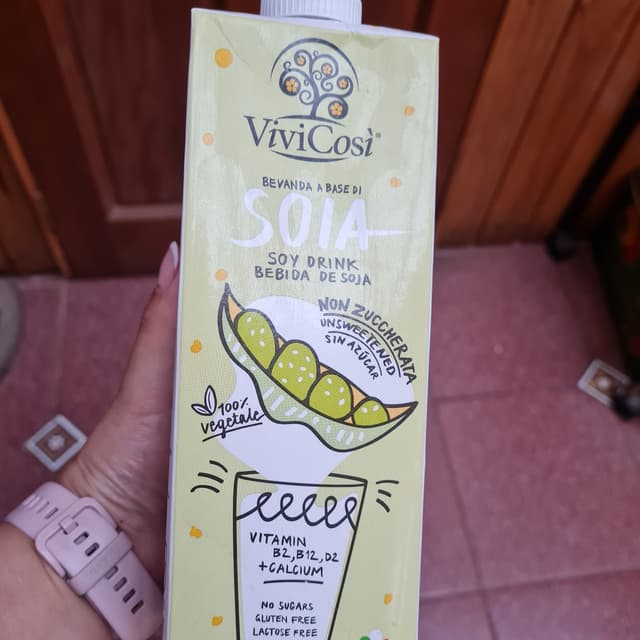 ViviCosì®
BEVANDA A BASE DI
SOIA
SOY DRINK
BEBIDA DE SOJA
NON ZUCCHERATA
UNSWEETENED
SIN AZÚCAR
100%
vegetale
VITAMIN
B2, B12, D2
+CALCIUM
NO SUGARS
GLUTEN FREE
LACTOSE FREE